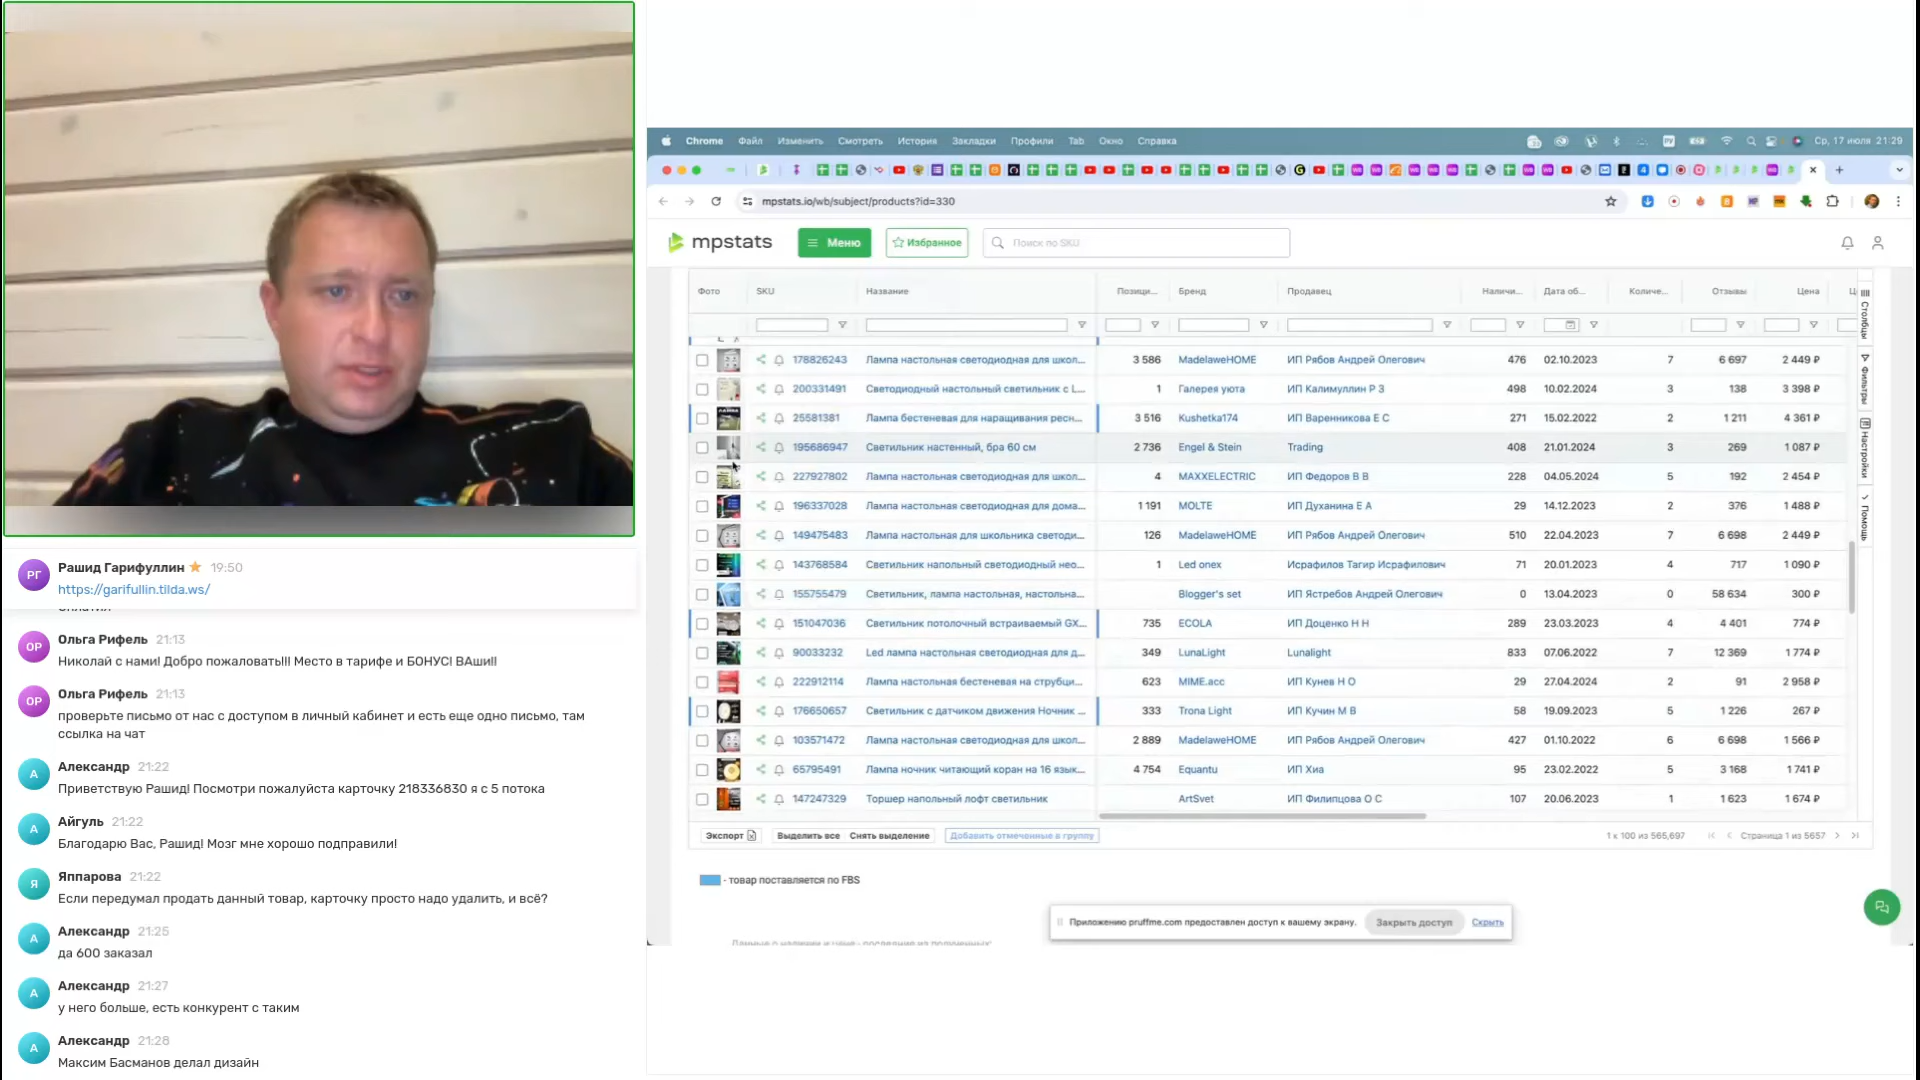 РГ
Рашид Гарифуллин 19:50
https://garifullin.tilda.ws/
ОР
Ольга Рифель 21:13
Николай с нами! Добро пожаловать!!! Место в тарифе и БОНУС! ВАши!!
ОР
Ольга Рифель 21:13
проверьте письмо от нас с доступом в личный кабинет и есть еще одно письмо, там
ссылка на чат
А
Александр 21:22
Приветствую Рашид! Посмотри пожалуйста карточку 218336830 я с 5 потока
А
Айгуль 21:22
Благодарю Вас, Рашид! Мозг мне хорошо подправили!
Я
Яппарова 21:22
Если передумал продать данный товар, карточку просто надо удалить, и всё?
А
Александр 21:25
да 600 заказал
А
Александр 21:27
у него больше, есть конкурент с таким
А
Александр 21:28
Максим Басманов делал дизайн
Chrome Файл Изменить Смотреть История Закладки Профили Tab Окно Справка Ср, 17 июля 21:29
mpstats.io/wb/subject/products?id=330
mpstats Меню Избранное Поиск по SKU
Фото SKU Название Позици... Бренд Продавец Наличи... Дата об... Количе... Отзывы Цена
178826243 Лампа настольная светодиодная для школ... 3 586 MadelaweHOME ИП Рябов Андрей Олегович 476 02.10.2023 7 6 697 2 449 ₽
200331491 Светодиодный настольный светильник с L... 1 Галерея уюта ИП Калимуллин Р З 498 10.02.2024 3 138 3 398 ₽
25581381 Лампа бестеневая для наращивания ресн... 3 516 Kushetka174 ИП Варенникова Е С 271 15.02.2022 2 1 211 4 361 ₽
195686947 Светильник настенный, бра 60 см 2 736 Engel & Stein Trading 408 21.01.2024 3 269 1 087 ₽
227927802 Лампа настольная светодиодная для школ... 4 MAXXELECTRIC ИП Федоров В В 228 04.05.2024 5 192 2 454 ₽
196337028 Лампа настольная светодиодная для дома... 1 191 MOLTE ИП Духанина Е А 29 14.12.2023 2 376 1 488 ₽
149475483 Лампа настольная для школьника светоди... 126 MadelaweHOME ИП Рябов Андрей Олегович 510 22.04.2023 7 6 698 2 449 ₽
143768584 Светильник напольный светодиодный нео... 1 Led onex Исрафилов Тагир Исрафилович 71 20.01.2023 4 717 1 090 ₽
155755479 Светильник, лампа настольная, настольна... Blogger's set ИП Ястребов Андрей Олегович 0 13.04.2023 0 58 634 300 ₽
151047036 Светильник потолочный встраиваемый GX... 735 ECOLA ИП Доценко Н Н 289 23.03.2023 4 4 401 774 ₽
90033232 Led лампа настольная светодиодная для д... 349 LunaLight Lunalight 833 07.06.2022 7 12 369 1 774 ₽
222912114 Лампа настольная бестеневая на струбци... 623 MIME.acc ИП Кунев Н О 29 27.04.2024 2 91 2 958 ₽
176650657 Светильник с датчиком движения Ночник ... 333 Trona Light ИП Кучин М В 58 19.09.2023 5 1 226 267 ₽
103571472 Лампа настольная светодиодная для школ... 2 889 MadelaweHOME ИП Рябов Андрей Олегович 427 01.10.2022 6 6 698 1 566 ₽
65795491 Лампа ночник читающий коран на 16 язык... 4 754 Equantu ИП Хиа 95 23.02.2022 5 3 168 1 741 ₽
147247329 Торшер напольный лофт светильник ArtSvet ИП Филипцова О С 107 20.06.2023 1 1 623 1 674 ₽
Столбцы
Фильтры
Настройки
Помощь
Экспорт Выделить все Снять выделение Добавить отмеченные в группу 1 к 100 из 565,697 Страница 1 из 5657
- товар поставляется по FBS
Приложению pruffme.com предоставлен доступ к вашему экрану. Закрыть доступ Скрыть